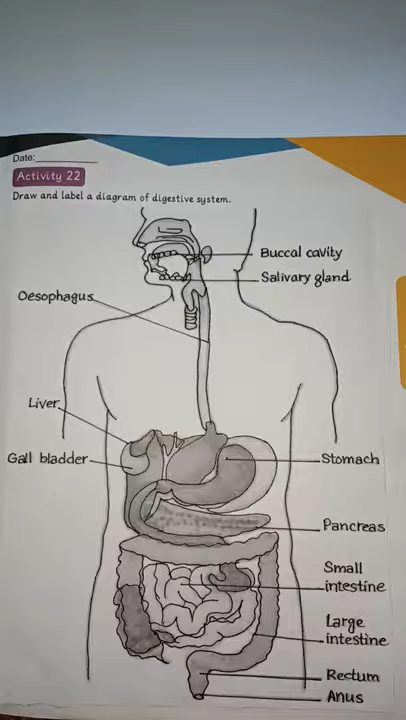 Date:
Activity 22
Draw and label a diagram of digestive system.
Buccal cavity
Salivary gland
Oesophagus
Liver
Gall bladder
Stomach
Pancreas
Small
intestine
Large
intestine
Rectum
Anus